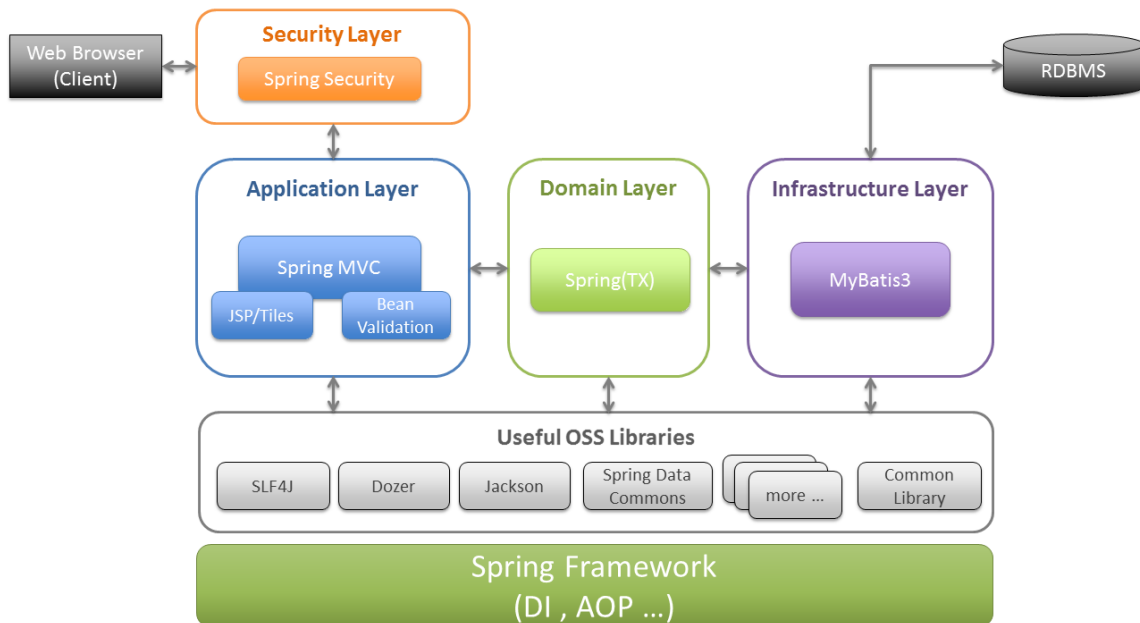 Web Browser
(Client)
Security Layer
Spring Security
RDBMS
Application Layer
Spring MVC
JSP/Tiles
Bean
Validation
Domain Layer
Spring(TX)
Infrastructure Layer
MyBatis3
Useful OSS Libraries
SLF4J
Dozer
Jackson
Spring Data
Commons
more ...
Common
Library
Spring Framework
(DI , AOP ...)